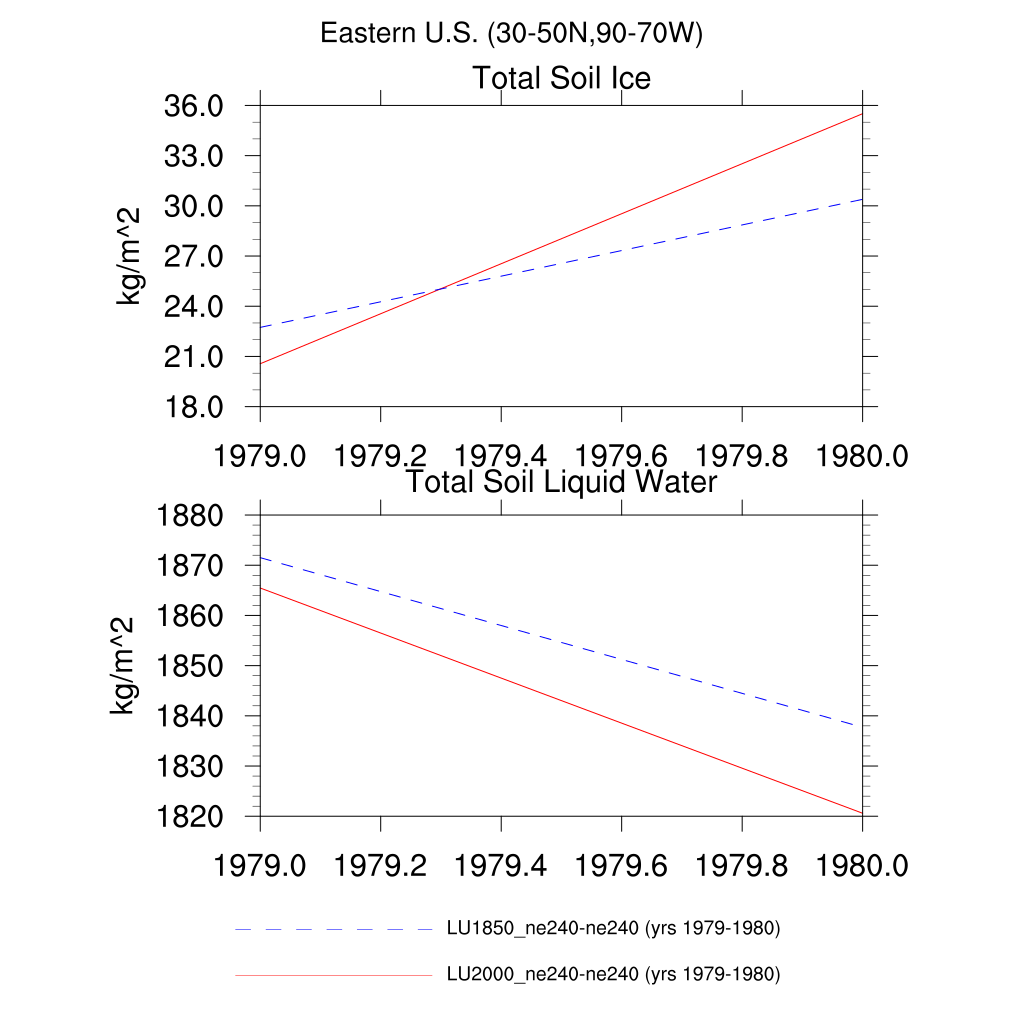 Eastern U.S. (30-50N,90-70W)
Total Soil Ice
36.0
33.0
30.0
27.0
24.0
21.0
18.0
kg/m^2
1979.0 1979.2 1979.4 1979.6 1979.8 1980.0
Total Soil Liquid Water
1880
1870
1860
1850
1840
1830
1820
kg/m^2
1979.0 1979.2 1979.4 1979.6 1979.8 1980.0
LU1850_ne240-ne240 (yrs 1979-1980)
LU2000_ne240-ne240 (yrs 1979-1980)